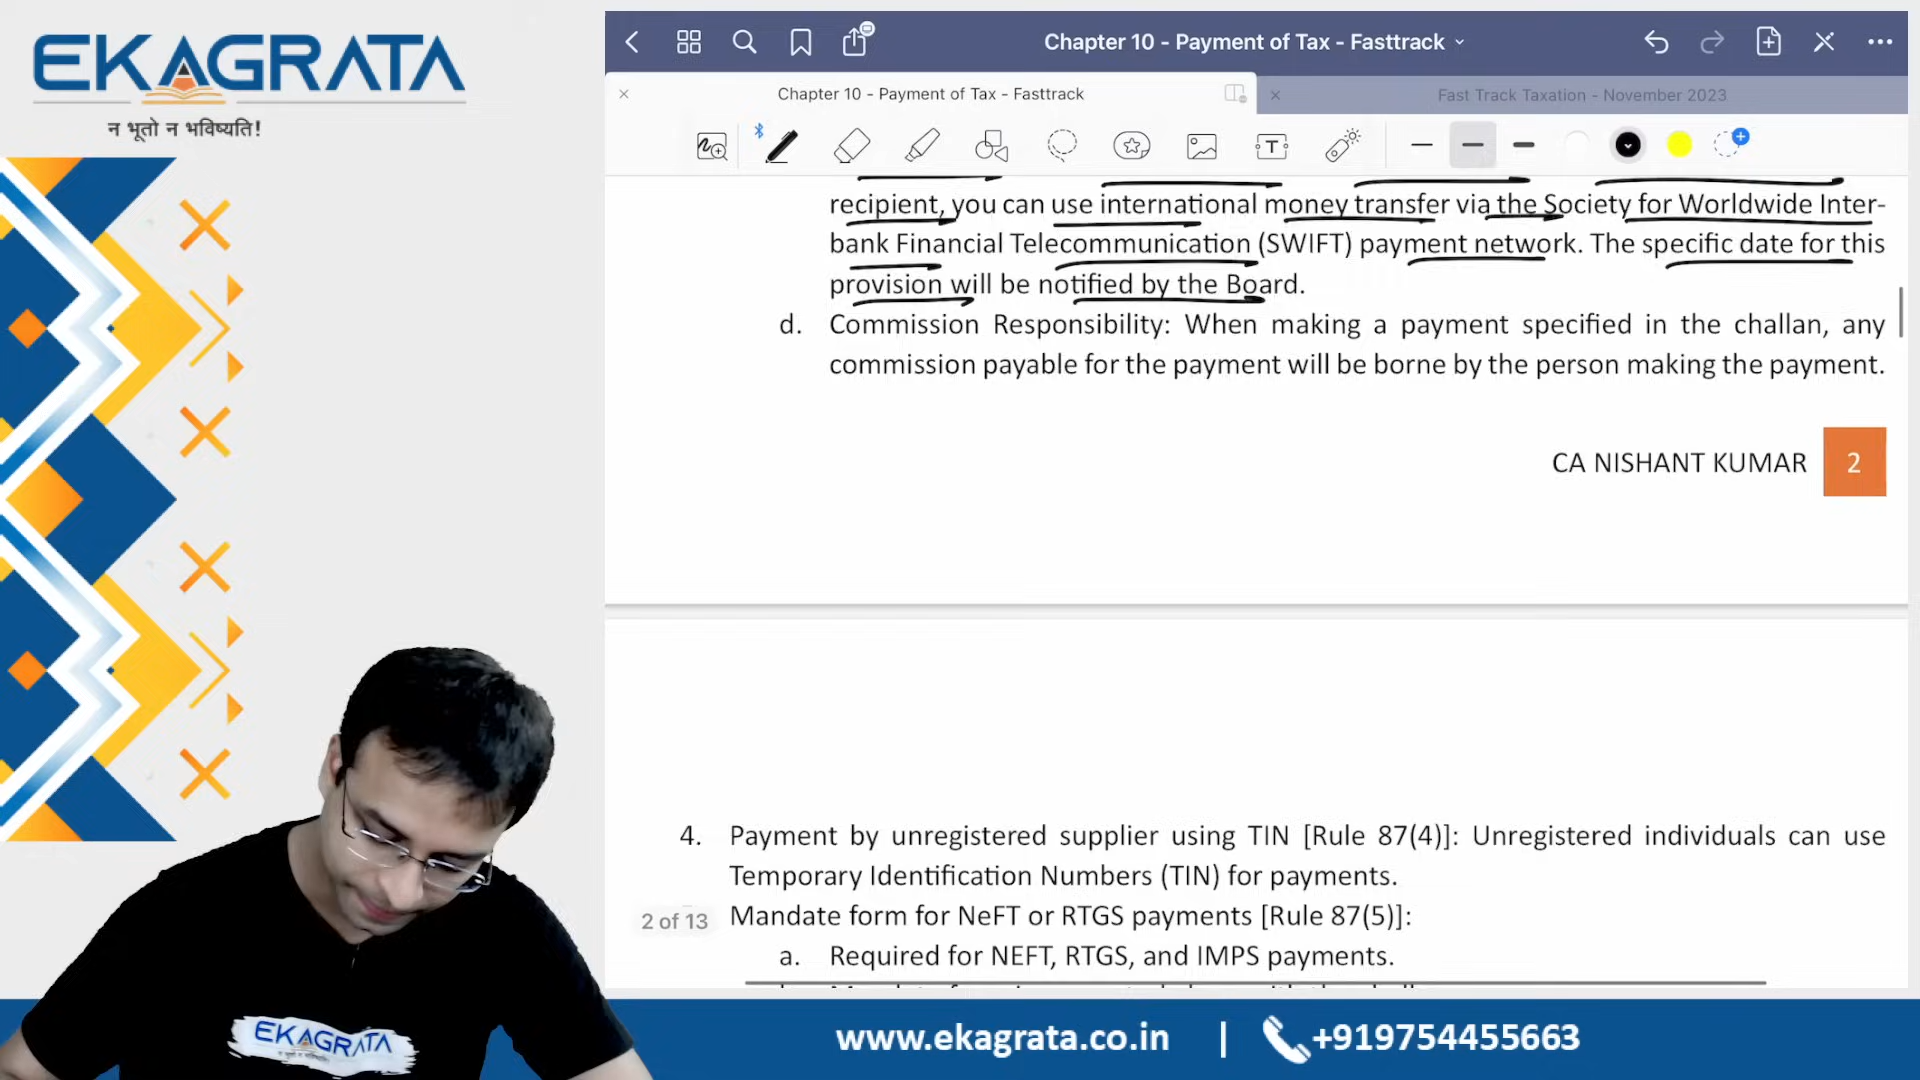 EKAGRATA
न भूतो न भविष्यति!
Chapter 10 - Payment of Tax - Fasttrack
Chapter 10 - Payment of Tax - Fasttrack
Fast Track Taxation - November 2023
recipient, you can use international money transfer via the Society for Worldwide Inter-
bank Financial Telecommunication (SWIFT) payment network. The specific date for this
provision will be notified by the Board.
d. Commission Responsibility: When making a payment specified in the challan, any
commission payable for the payment will be borne by the person making the payment.
CA NISHANT KUMAR 2
4. Payment by unregistered supplier using TIN [Rule 87(4)]: Unregistered individuals can use
Temporary Identification Numbers (TIN) for payments.
2 of 13
Mandate form for NeFT or RTGS payments [Rule 87(5)]:
a. Required for NEFT, RTGS, and IMPS payments.
EKAGRATA
www.ekagrata.co.in | +919754455663